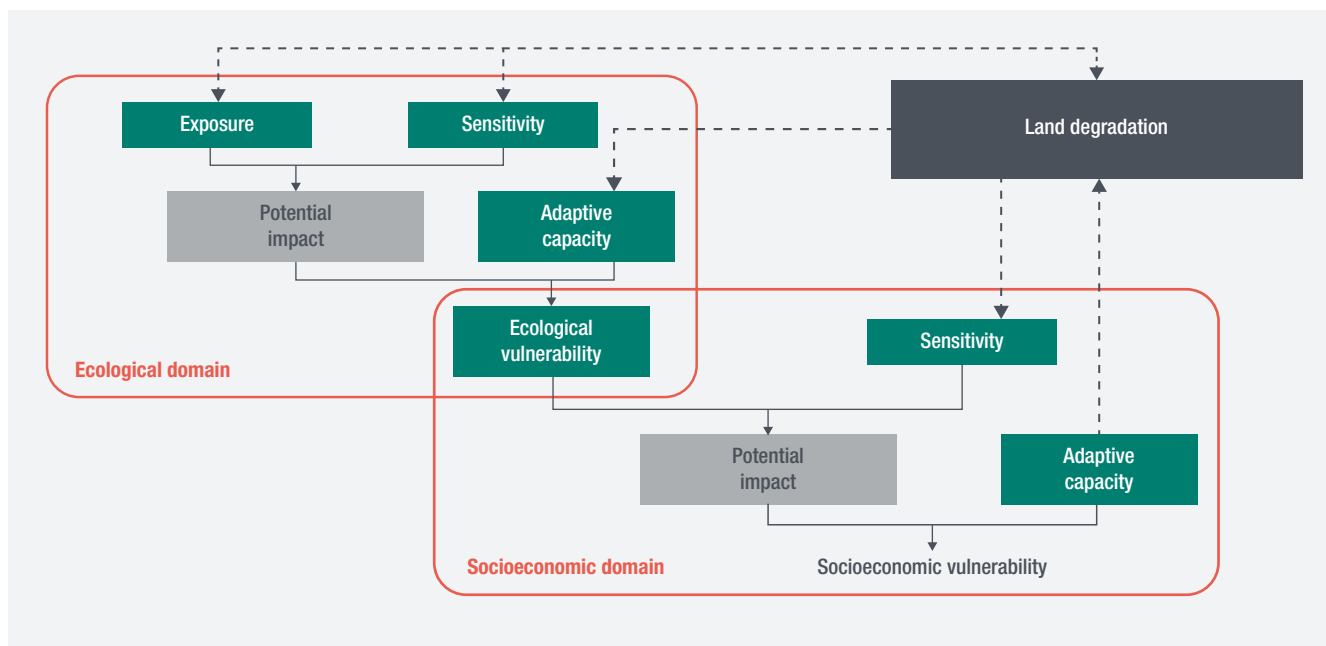 Exposure
Sensitivity
Land degradation
Potential
impact
Adaptive
capacity
Ecological
vulnerability
Sensitivity
Ecological domain
Potential
impact
Adaptive
capacity
Socioeconomic domain
Socioeconomic vulnerability